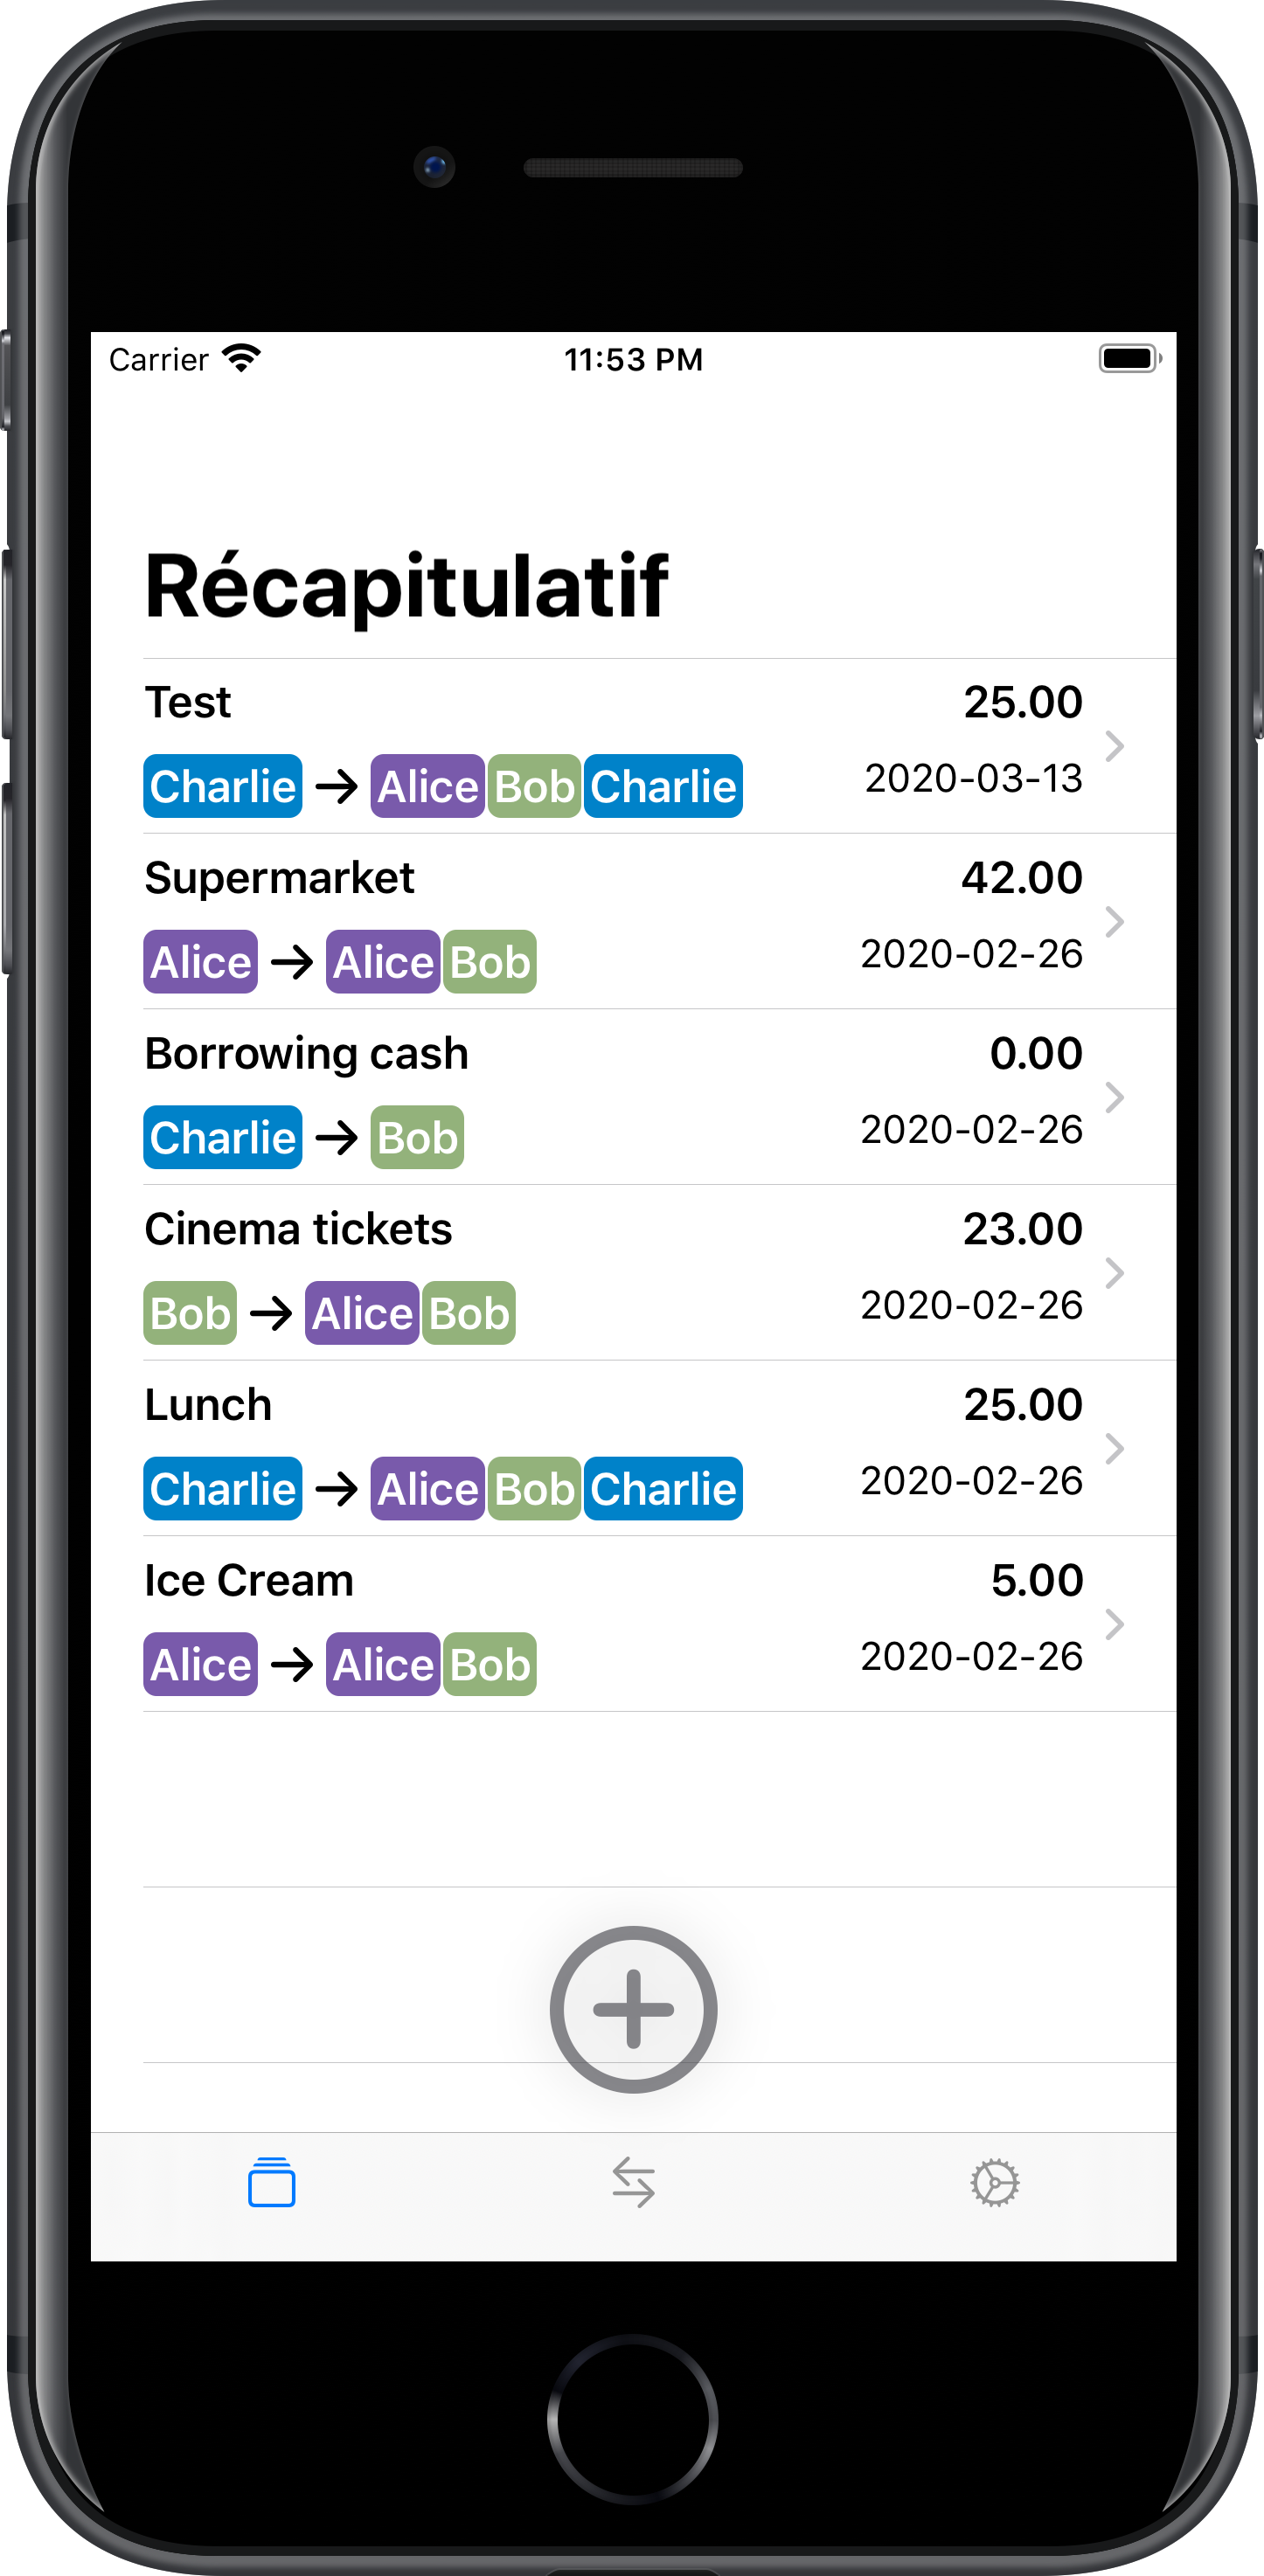 Carrier 11:53 PM
Récapitulatif
Test 25.00
Charlie → Alice Bob Charlie 2020-03-13
Supermarket 42.00
Alice → Alice Bob 2020-02-26
Borrowing cash 0.00
Charlie → Bob 2020-02-26
Cinema tickets 23.00
Bob → Alice Bob 2020-02-26
Lunch 25.00
Charlie → Alice Bob Charlie 2020-02-26
Ice Cream 5.00
Alice → Alice Bob 2020-02-26